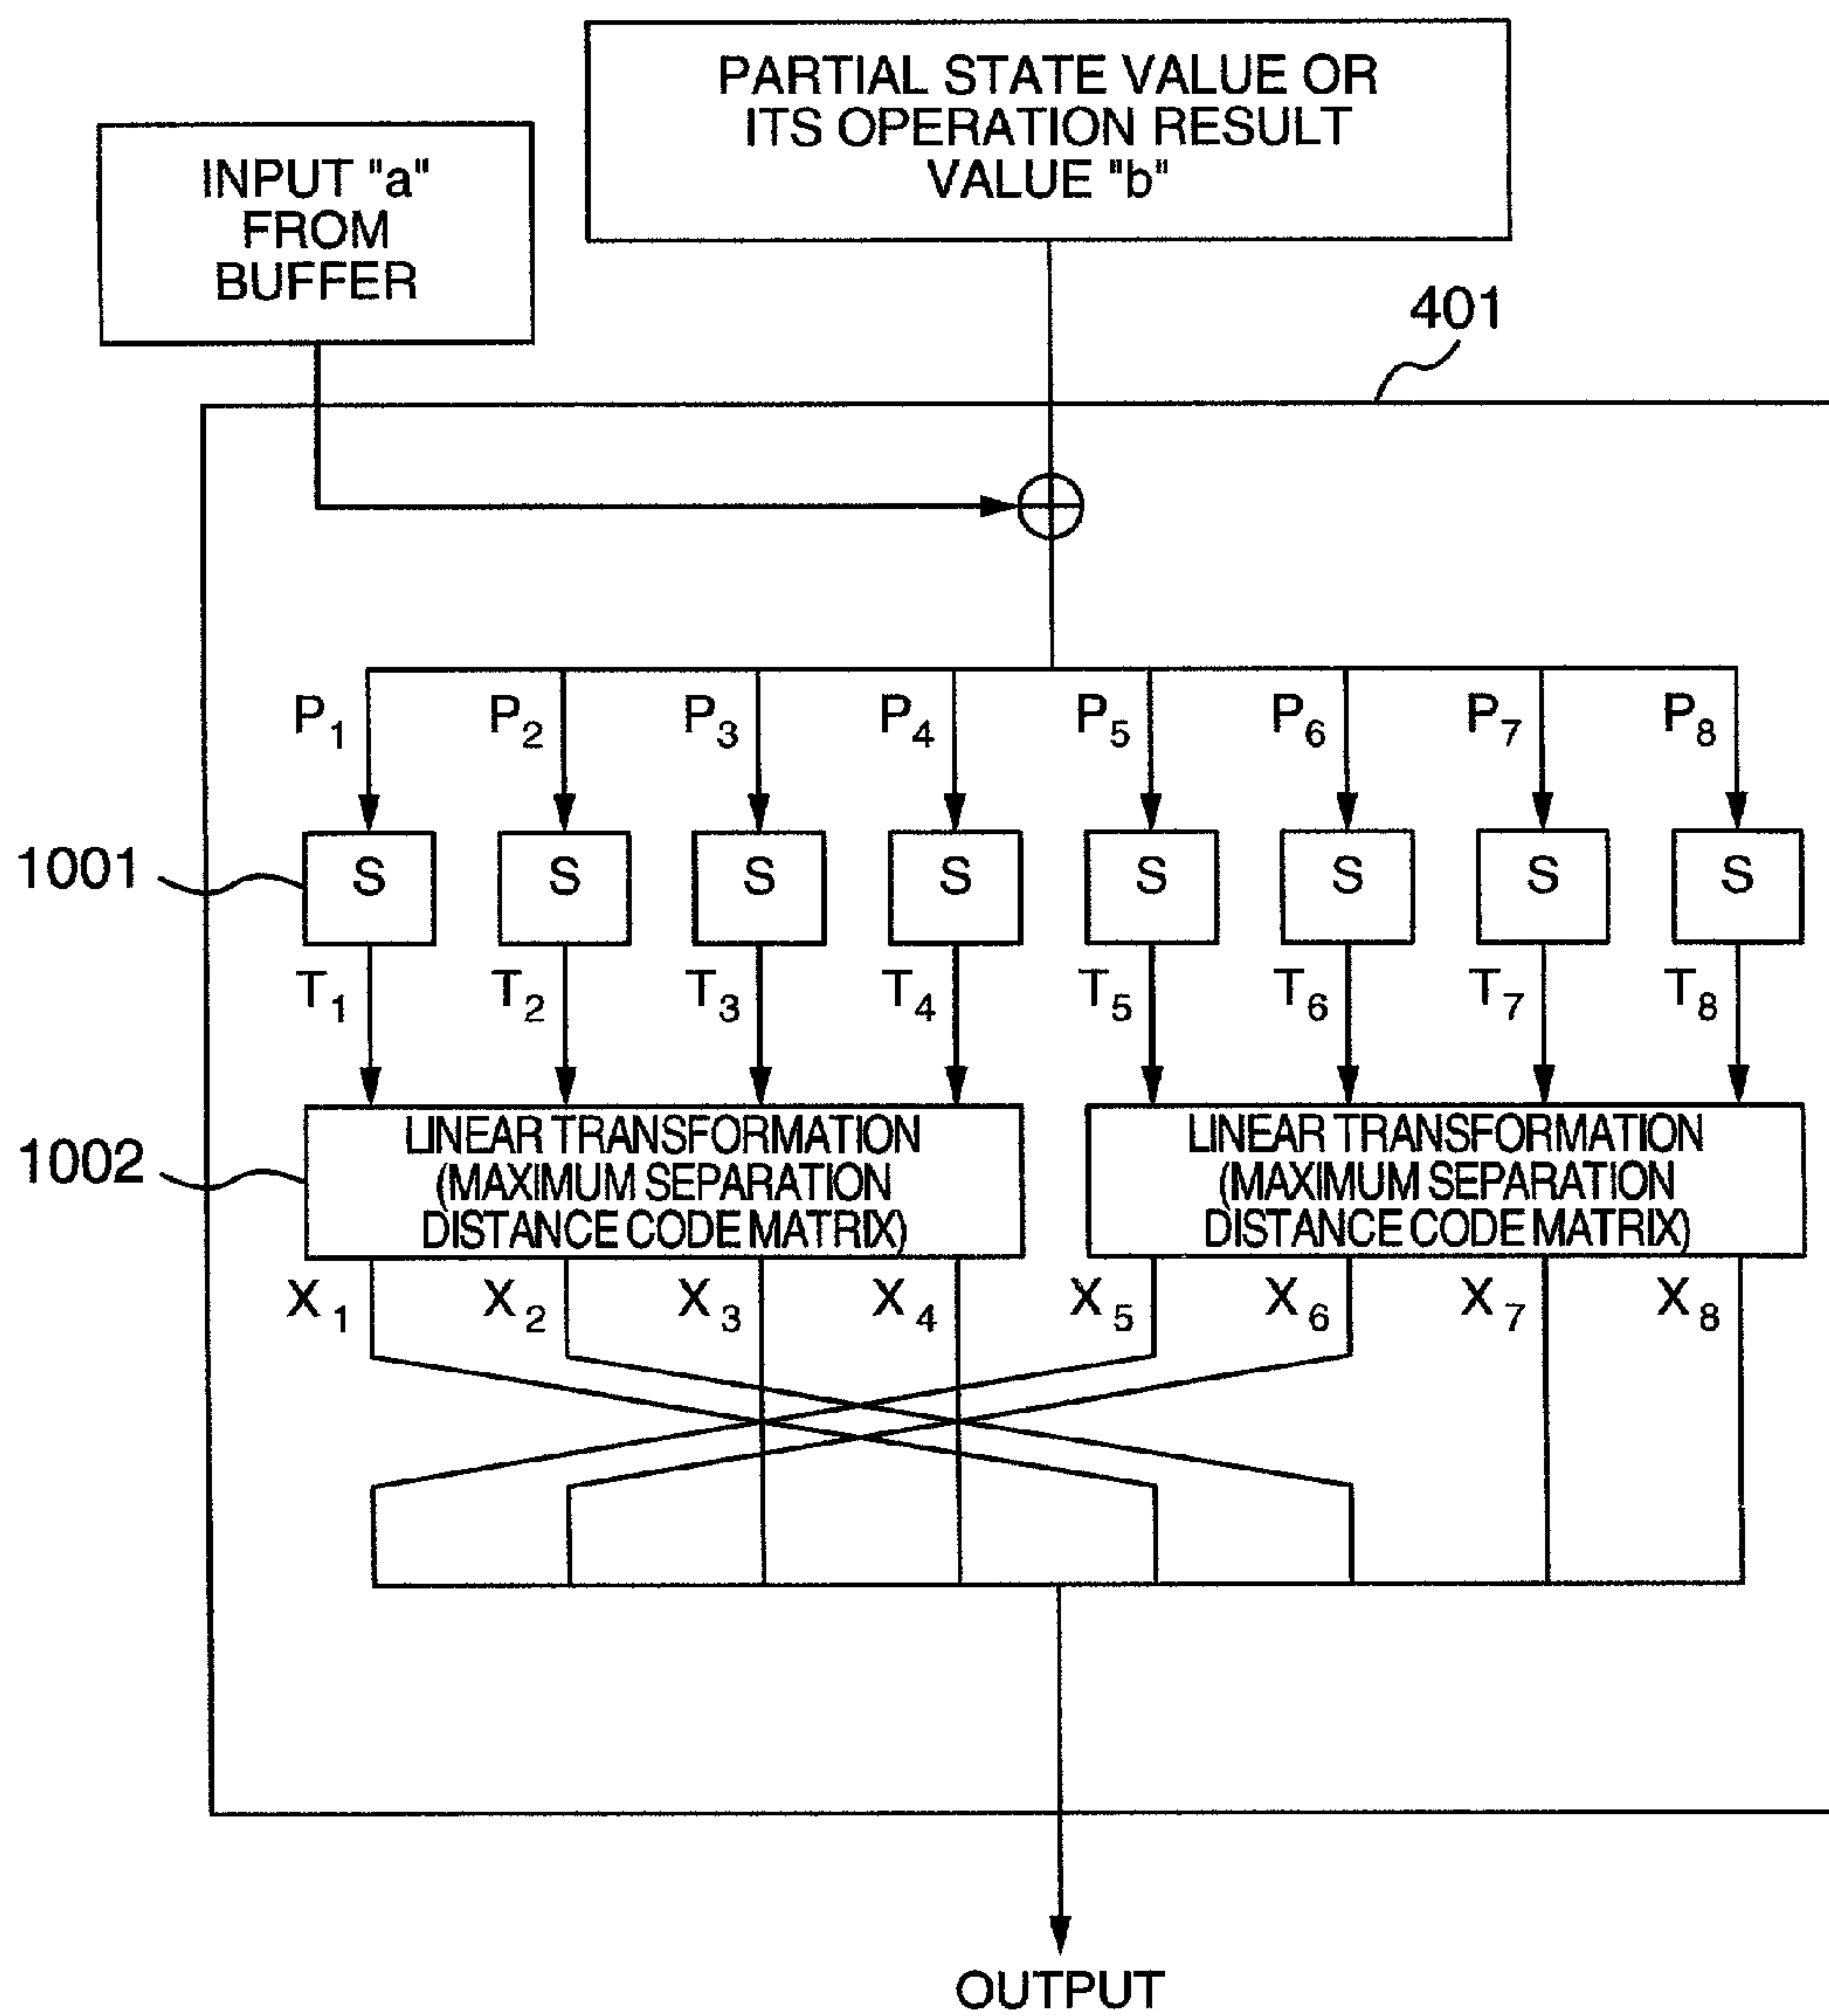 PARTIAL STATE VALUE OR
ITS OPERATION RESULT
VALUE "b"
INPUT "a"
FROM
BUFFER
401
P1 P2 P3 P4 P5 P6 P7 P8
1001 S S S S S S S S
T1 T2 T3 T4 T5 T6 T7 T8
1002
LINEAR TRANSFORMATION
(MAXIMUM SEPARATION
DISTANCE CODE MATRIX)
LINEAR TRANSFORMATION
(MAXIMUM SEPARATION
DISTANCE CODE MATRIX)
X1 X2 X3 X4 X5 X6 X7 X8
OUTPUT